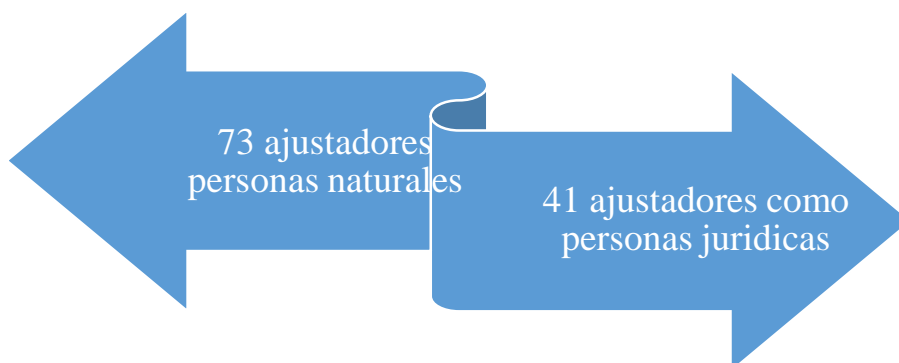 73 ajustadores
personas naturales
41 ajustadores como
personas juridicas